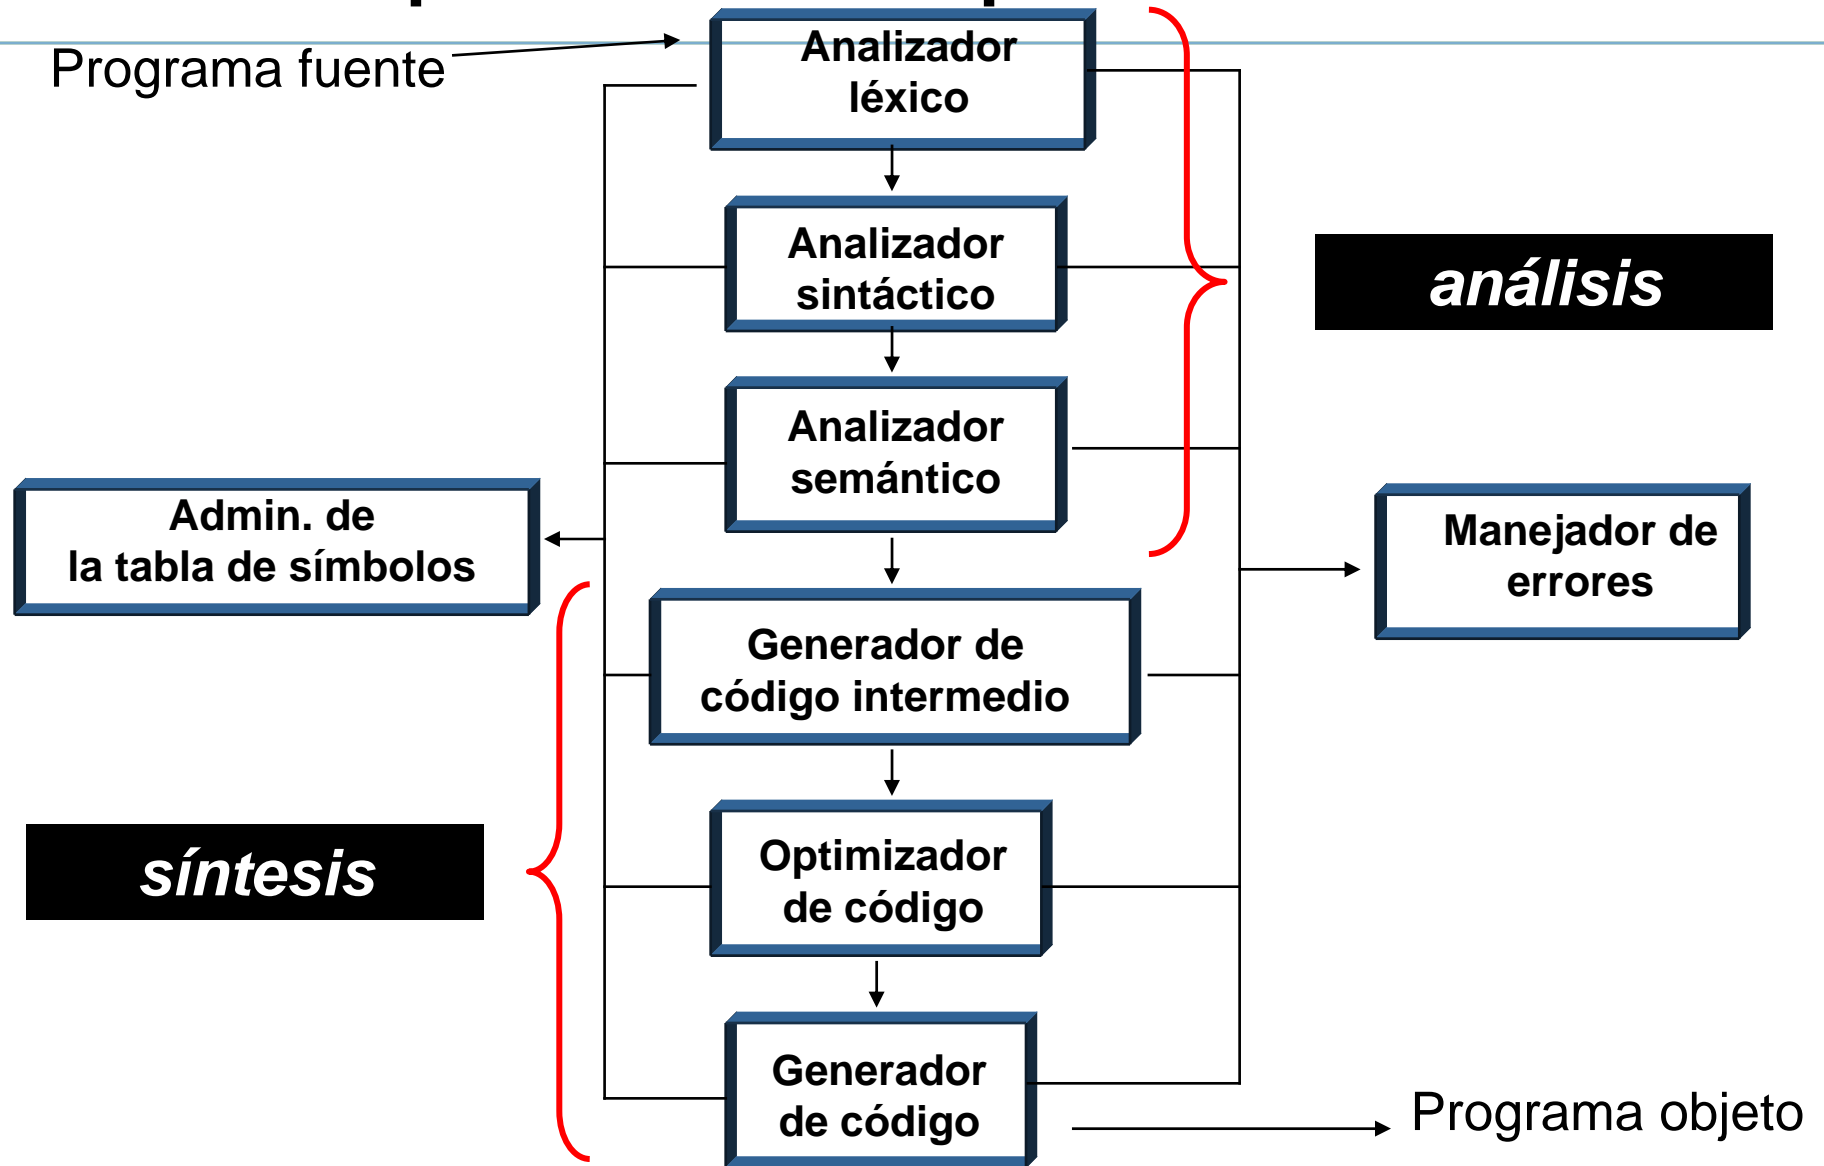 Programa fuente
Analizador
léxico
Analizador
sintáctico
análisis
Analizador
semántico
Admin. de
la tabla de símbolos
Manejador de
errores
Generador de
código intermedio
síntesis
Optimizador
de código
Generador
de código
Programa objeto